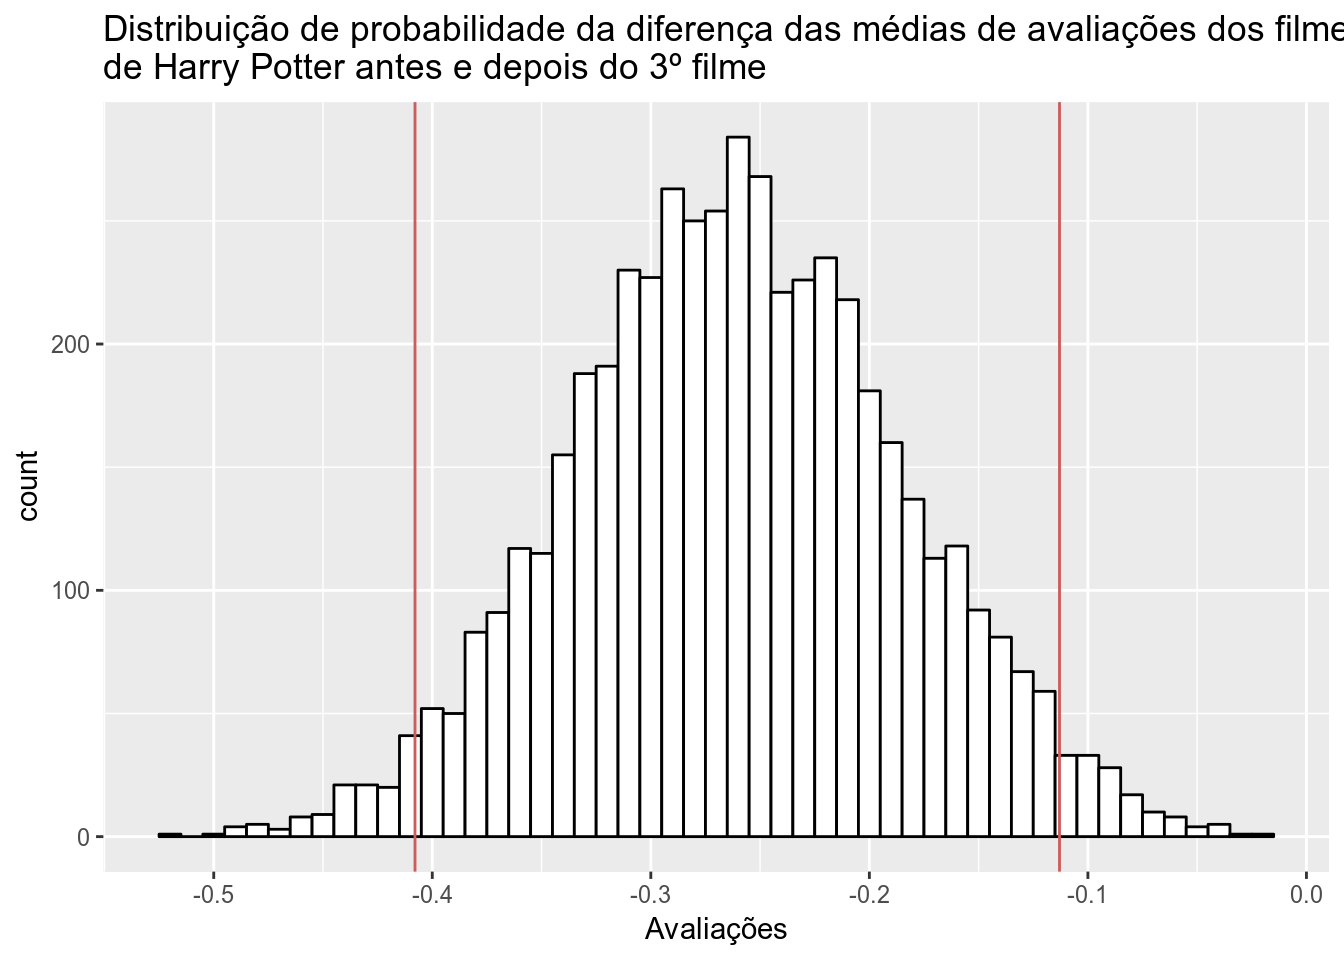 Distribuição de probabilidade da diferença das médias de avaliações dos filme
de Harry Potter antes e depois do 3º filme
200
100
0
count
-0.5
-0.4
-0.3
-0.2
-0.1
0.0
Avaliações